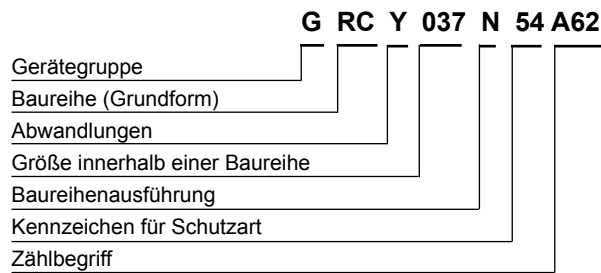 G RC Y 037 N 54 A62
Gerätegruppe
Baureihe (Grundform)
Abwandlungen
Größe innerhalb einer Baureihe
Baureihenausführung
Kennzeichen für Schutzart
Zählbegriff